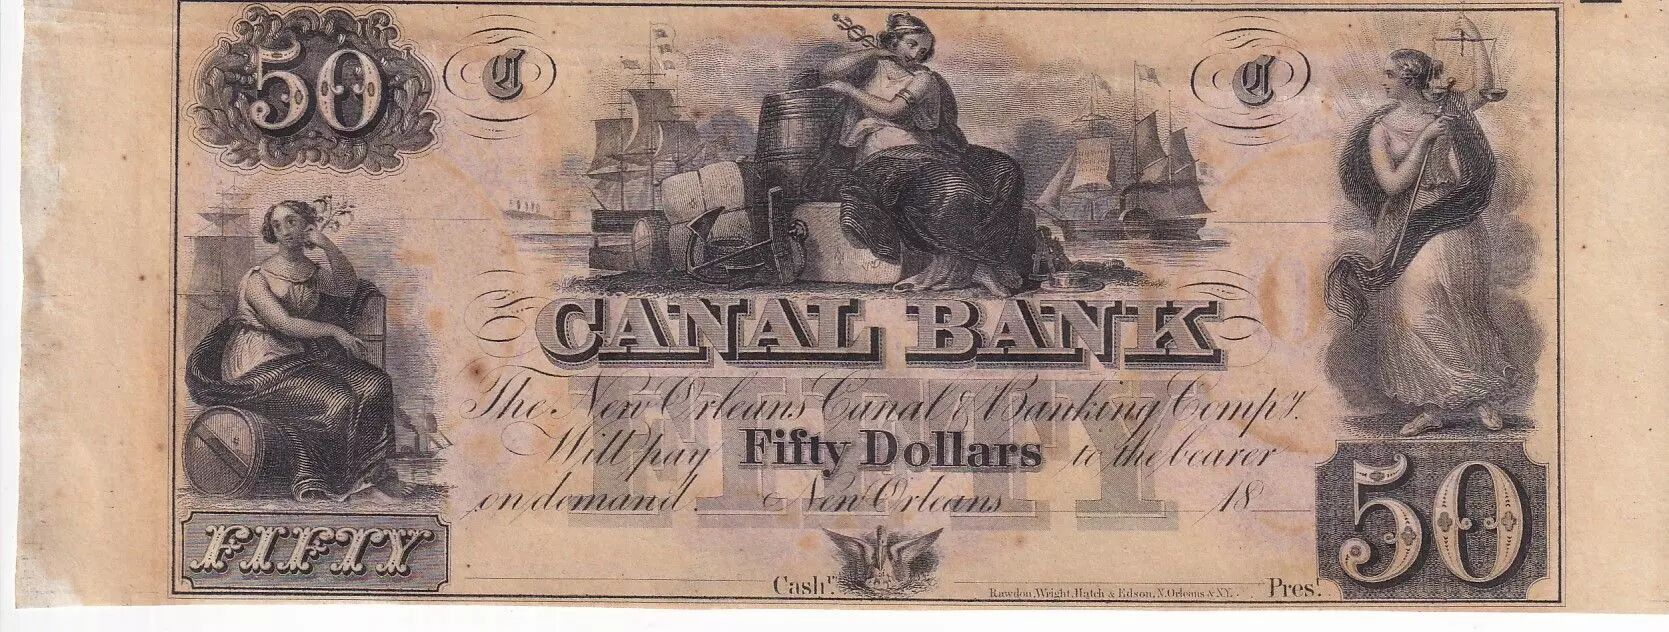 50
C
C
CANAL BANK
FIFTY
The New Orleans Canal & Banking Compy.
Will pay Fifty Dollars to the bearer
on demand. New Orleans 18
FIFTY
50
Cashr.
Rawdon, Wright, Hatch & Edson, N. Orleans & NY.
Prest.